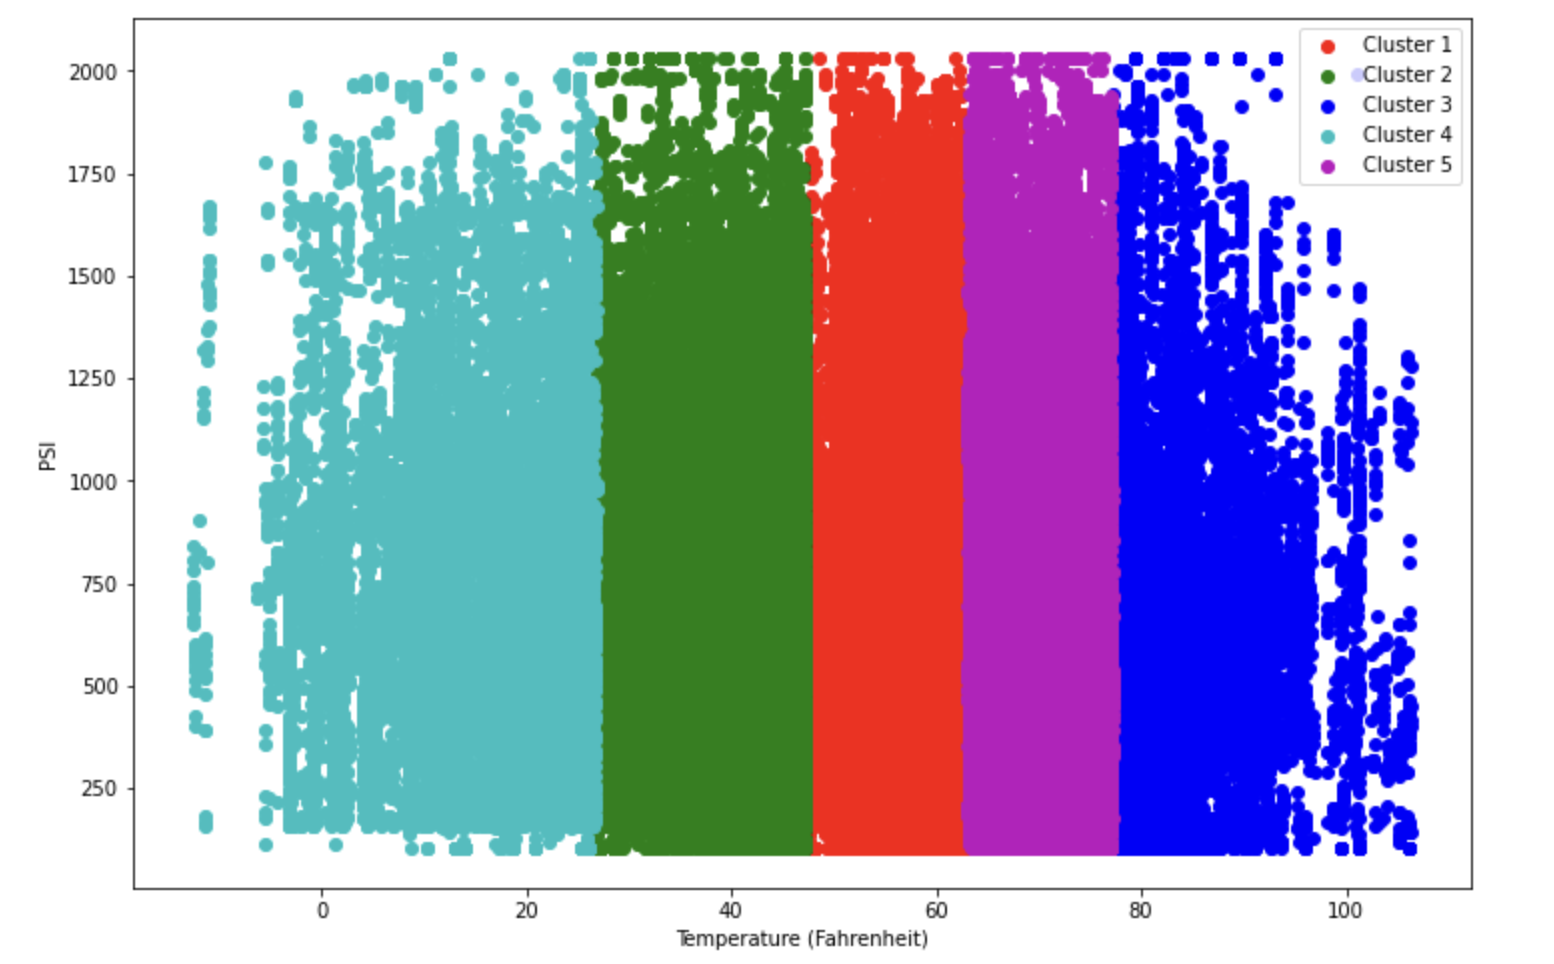 Cluster 1
Cluster 2
Cluster 3
Cluster 4
Cluster 5
2000
1750
1500
1250
1000
750
500
250
PSI
0 20 40 60 80 100
Temperature (Fahrenheit)